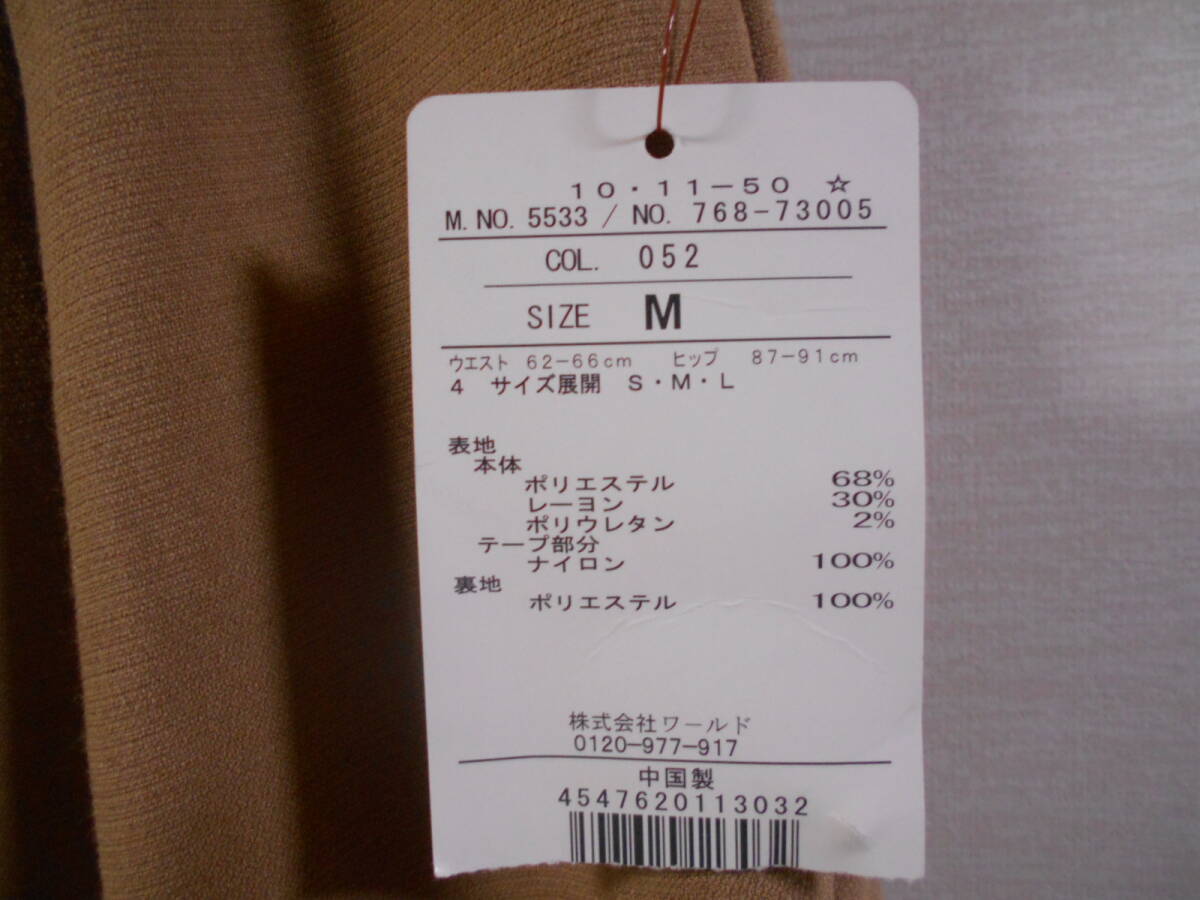 10・11－50 ☆
M. NO. 5533 / NO. 768-73005
COL. 052
SIZE M
ウエスト 62－66cm ヒップ 87－91cm
4 サイズ展開 S・M・L
表地
本体
ポリエステル 68%
レーヨン 30%
ポリウレタン 2%
テープ部分
ナイロン 100%
裏地
ポリエステル 100%
株式会社ワールド
0120-977-917
中国製
4547620113032